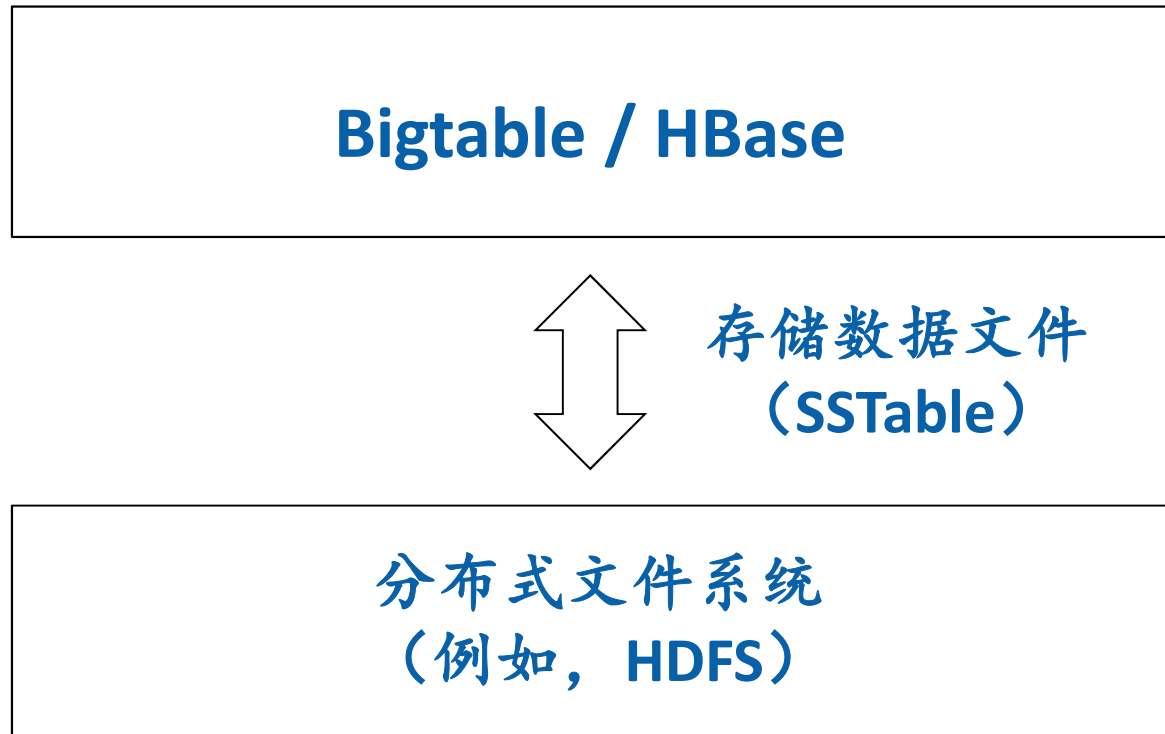 Bigtable / HBase
存储数据文件
（SSTable）
分布式文件系统
（例如，HDFS）